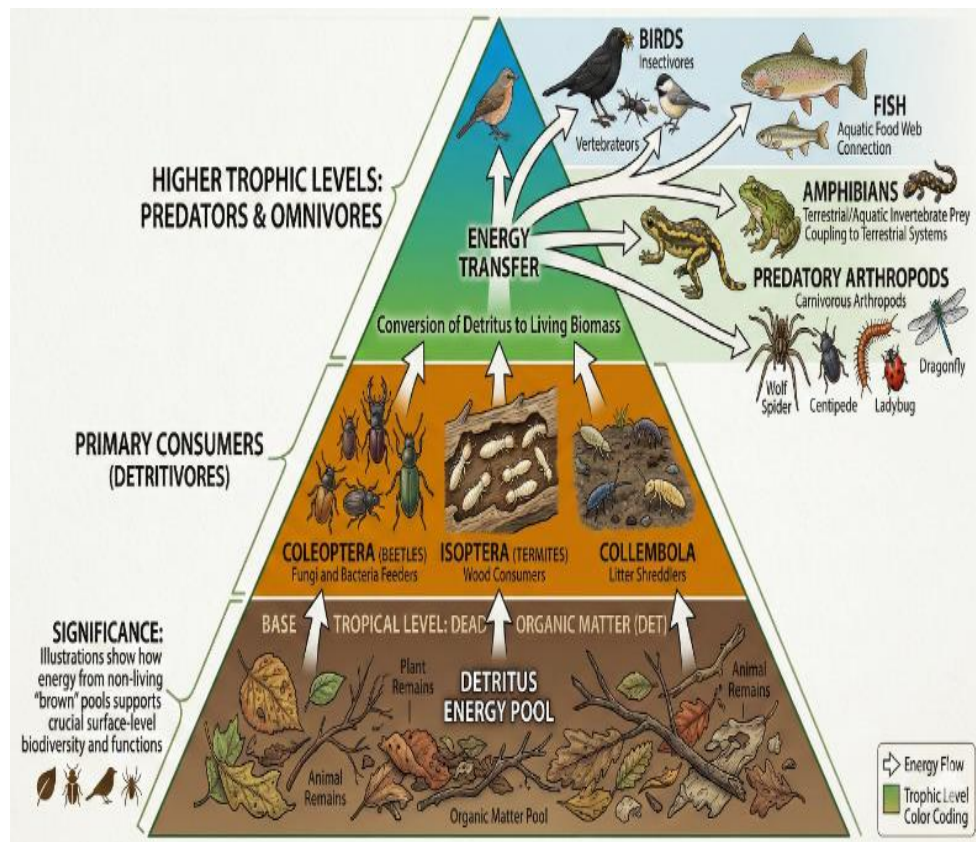 BIRDS
Insectivores
Vertebrateors
FISH
Aquatic Food Web
Connection
HIGHER TROPHIC LEVELS:
PREDATORS & OMNIVORES
AMPHIBIANS
Terrestrial/Aquatic Invertebrate Prey
Coupling to Terrestrial Systems
ENERGY
TRANSFER
PREDATORY ARTHROPODS
Carnivorous Arthropods
Conversion of Detritus to Living Biomass
Dragonfly
Wolf
Spider
Centipede
Ladybug
PRIMARY CONSUMERS
(DETRITIVORES)
COLEOPTERA (BEETLES)
Fungi and Bacteria Feeders
ISOPTERA (TERMITES)
Wood Consumers
COLLEMBOLA
Litter Shreddlers
BASE TROPICAL LEVEL: DEAD ORGANIC MATTER (DET)
SIGNIFICANCE:
Illustrations show how
energy from non-living
"brown" pools supports
crucial surface-level
biodiversity and functions
Plant
Remains
DETRITUS
ENERGY POOL
Animal
Remains
Animal
Remains
Organic Matter Pool
Energy Flow
Trophic Level
Color Coding